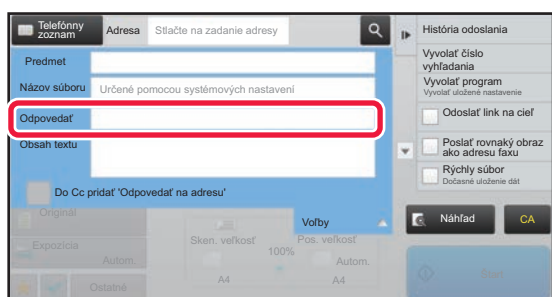 Telefónny
zoznam
Adresa
Stlačte na zadanie adresy
Predmet
Názov súboru
Určené pomocou systémových nastavení
Odpovedať
Obsah textu
Do Cc pridať 'Odpovedať na adresu'
Voľby
Originál
Expozícia
Autom.
Ostatné
Sken. veľkosť
100%
Pos. veľkosť
Autom.
A4
A4
História odoslania
Vyvolať číslo
vyhľadania
Vyvolať program
Vyvolať uložené nastavenie
Odoslať link na cieľ
Poslať rovnaký obraz
ako adresu faxu
Rýchly súbor
Dočasné uloženie dát
Náhľad
CA
Štart